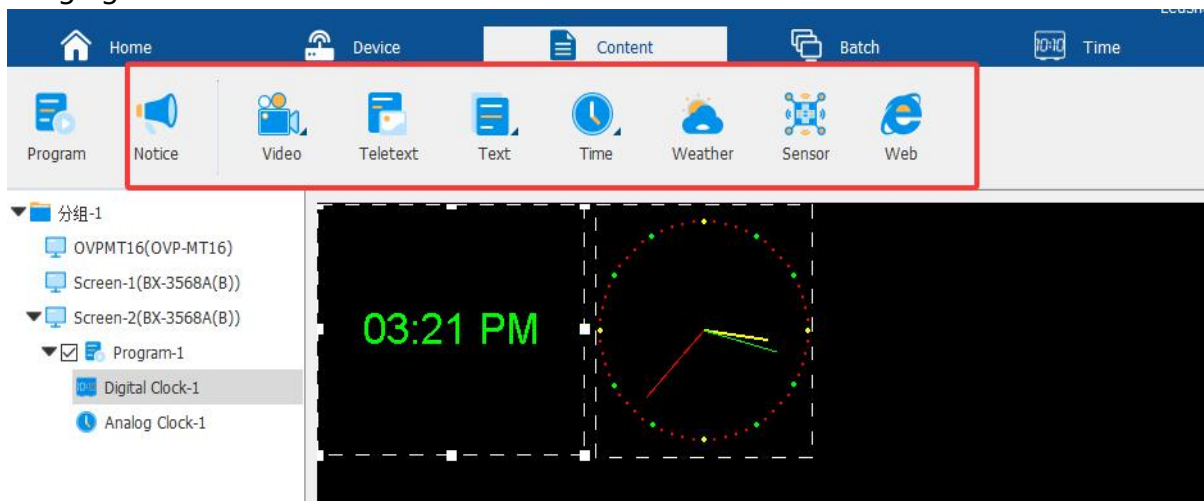 Home Device Content Batch 10:10 Time
Program Notice Video Teletext Text Time Weather Sensor Web
分组-1
OVPMT16(OVP-MT16)
Screen-1(BX-3568A(B))
Screen-2(BX-3568A(B))
Program-1
Digital Clock-1
Analog Clock-1
03:21 PM